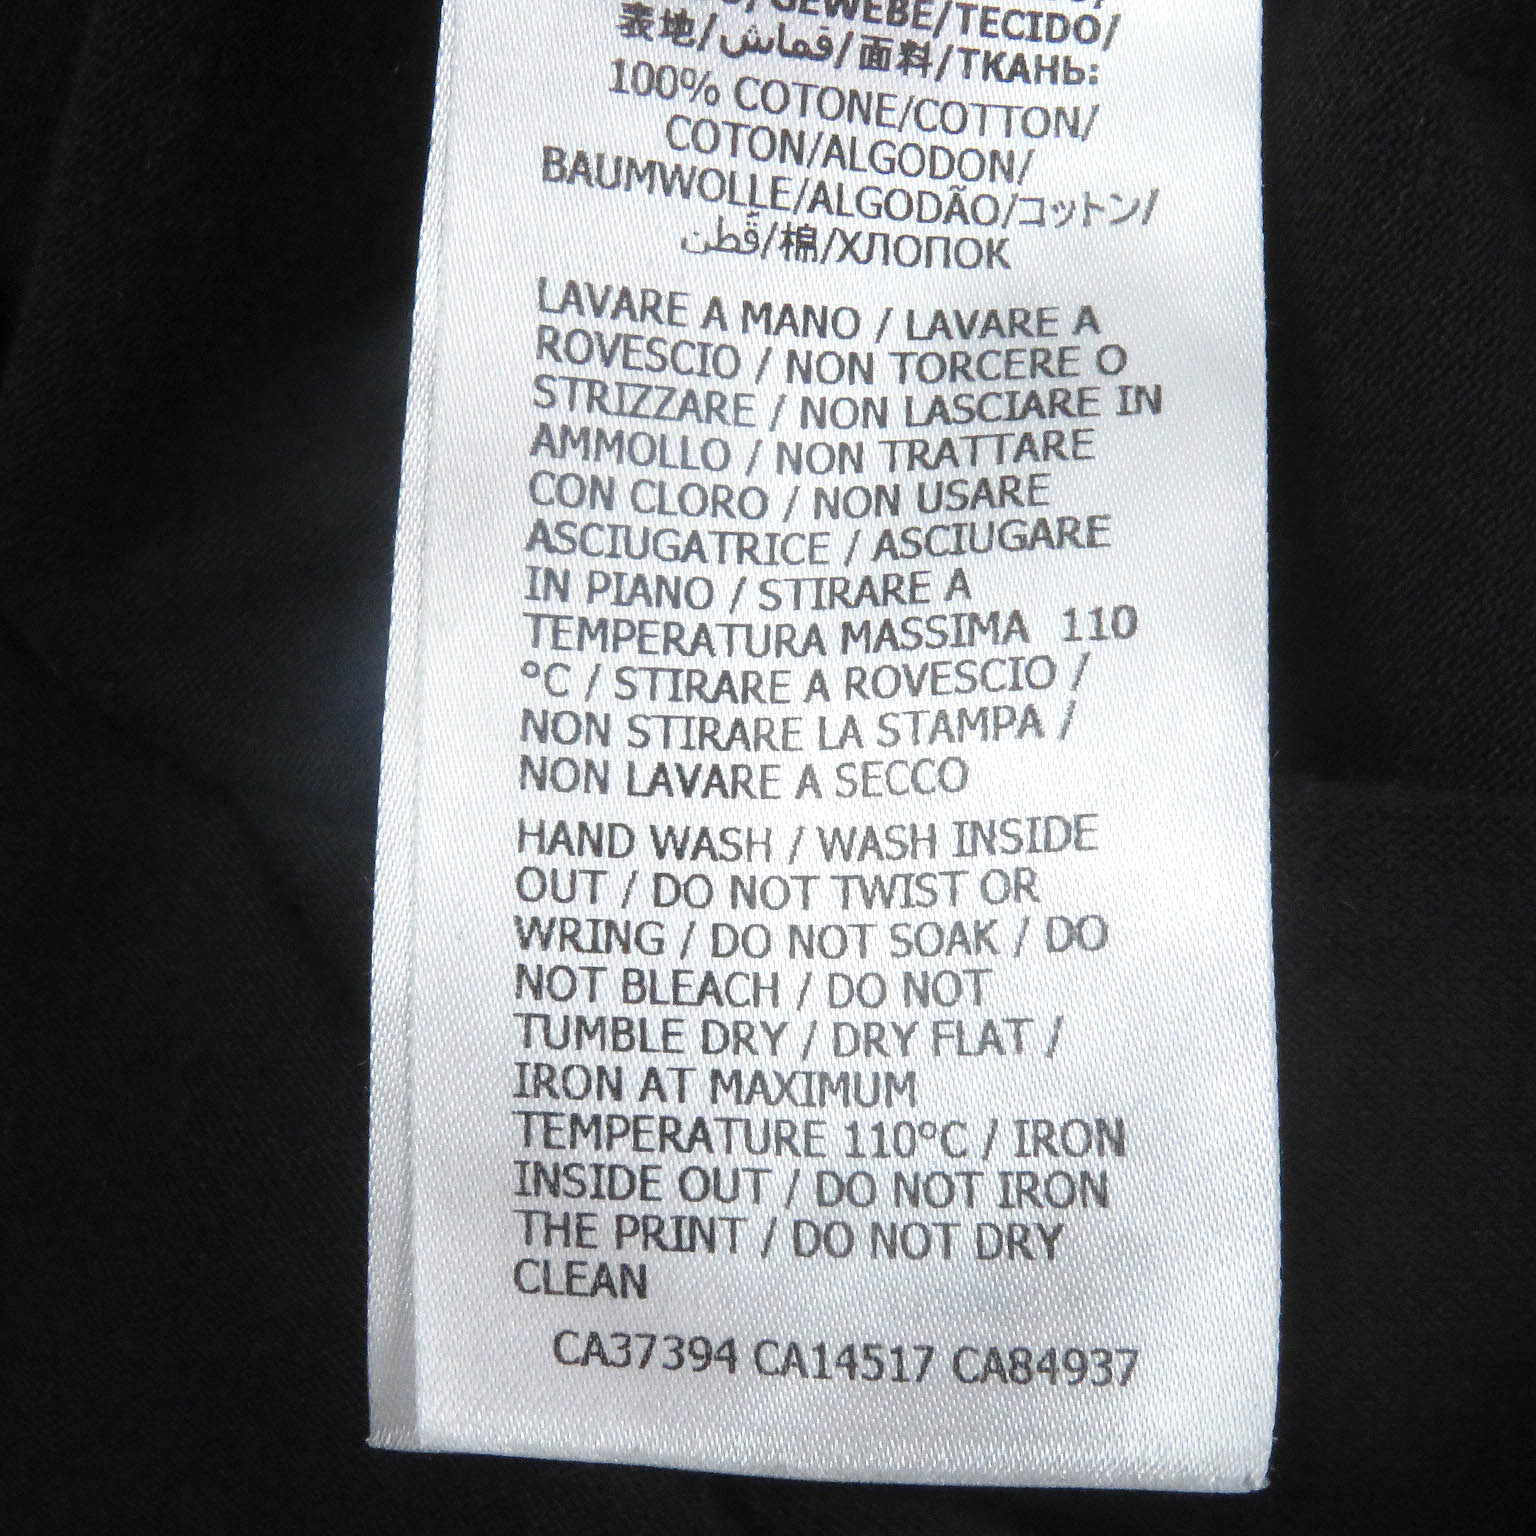 GEWEBE/TECIDO/
表地/قماش/面料/ТКАНЬ:
100% COTONE/COTTON/
COTON/ALGODON/
BAUMWOLLE/ALGODÃO/コットン/
قطن/棉/ХЛОПОК
LAVARE A MANO / LAVARE A
ROVESCIO / NON TORCERE O
STRIZZARE / NON LASCIARE IN
AMMOLLO / NON TRATTARE
CON CLORO / NON USARE
ASCIUGATRICE / ASCIUGARE
IN PIANO / STIRARE A
TEMPERATURA MASSIMA 110
°C / STIRARE A ROVESCIO /
NON STIRARE LA STAMPA /
NON LAVARE A SECCO
HAND WASH / WASH INSIDE
OUT / DO NOT TWIST OR
WRING / DO NOT SOAK / DO
NOT BLEACH / DO NOT
TUMBLE DRY / DRY FLAT /
IRON AT MAXIMUM
TEMPERATURE 110°C / IRON
INSIDE OUT / DO NOT IRON
THE PRINT / DO NOT DRY
CLEAN
CA37394 CA14517 CA84937